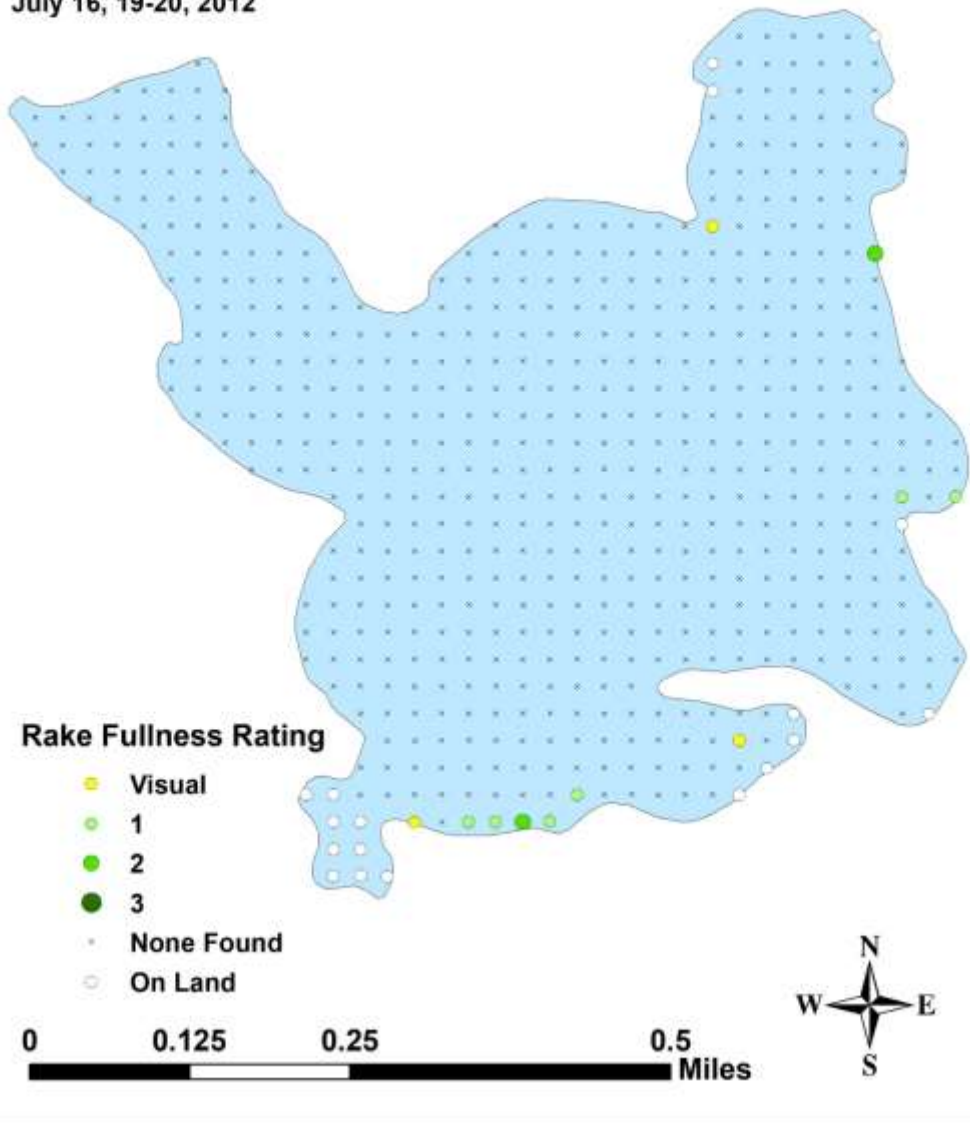 July 16, 19-20, 2012
Rake Fullness Rating
Visual
1
2
3
None Found
On Land
0 0.125 0.25 0.5
Miles
N
W E
S